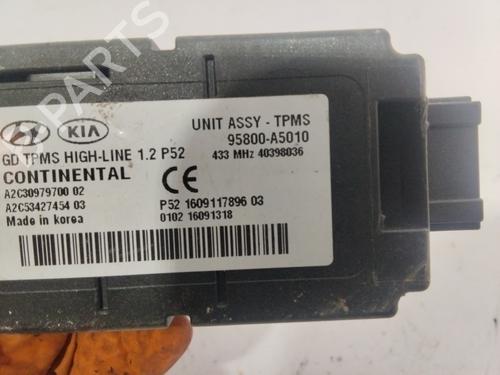 PARTS
KIA
UNIT ASSY - TPMS
95800-A5010
GD TPMS HIGH-LINE 1.2 P52
433 MHz 40398036
CONTINENTAL
CE
A2C30979700 02
A2C53427454 03
P52 1609117896 03
Made in korea
0102 16091318